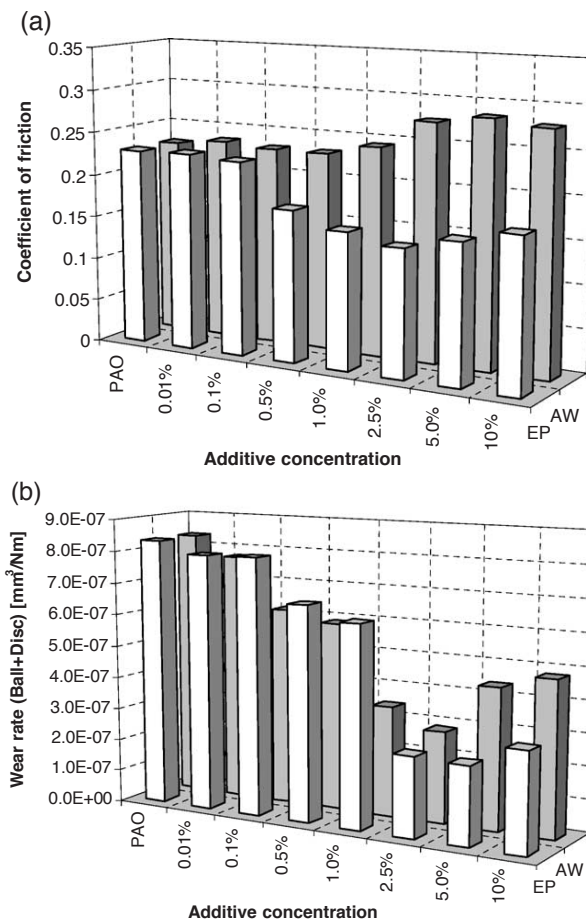 (a)
0.35
0.3
0.25
0.2
0.15
0.1
0.05
0
Coefficient of friction
PAO
0.01%
0.1%
0.5%
1.0%
2.5%
5.0%
10%
EP
AW
Additive concentration
(b)
9.0E-07
8.0E-07
7.0E-07
6.0E-07
5.0E-07
4.0E-07
3.0E-07
2.0E-07
1.0E-07
0.0E+00
Wear rate (Ball+Disc) [mm³/Nm]
PAO
0.01%
0.1%
0.5%
1.0%
2.5%
5.0%
10%
EP
AW
Additive concentration